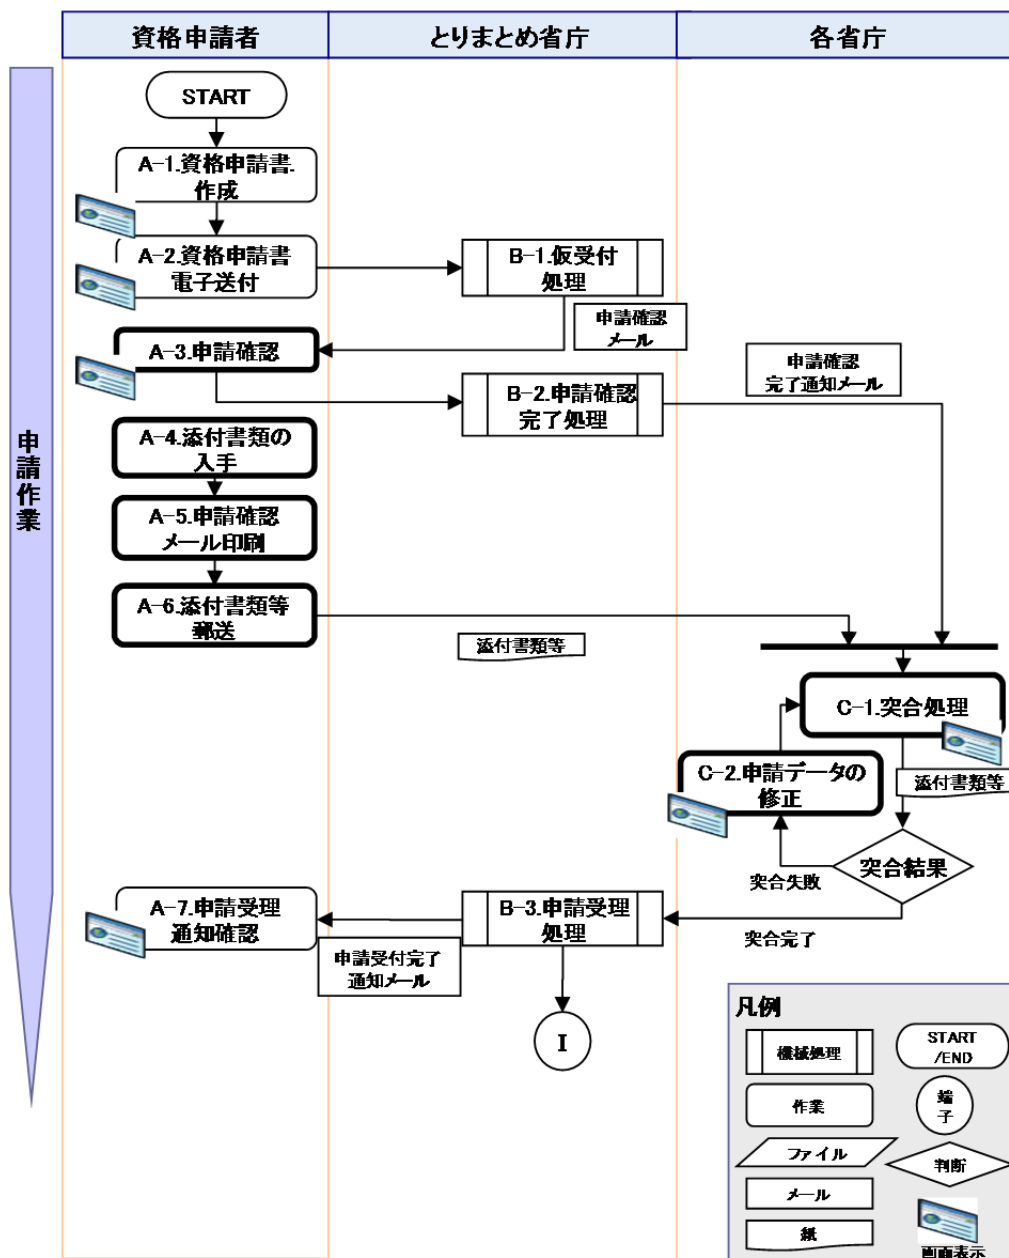 資格申請者
とりまとめ省庁
各省庁
申請作業
START
A-1.資格申請書.
作成
A-2.資格申請書
電子送付
B-1.仮受付
処理
申請確認
メール
A-3.申請確認
B-2.申請確認
完了処理
申請確認
完了通知メール
A-4.添付書類の
入手
A-5.申請確認
メール印刷
A-6.添付書類等
郵送
添付書類等
C-1.突合処理
C-2.申請データの
修正
添付書類等
突合結果
突合失敗
突合完了
A-7.申請受理
通知確認
B-3.申請受理
処理
申請受付完了
通知メール
I
凡例
機械処理
START
/END
作業
端
子
ファイル
判断
メール
紙
画面表示